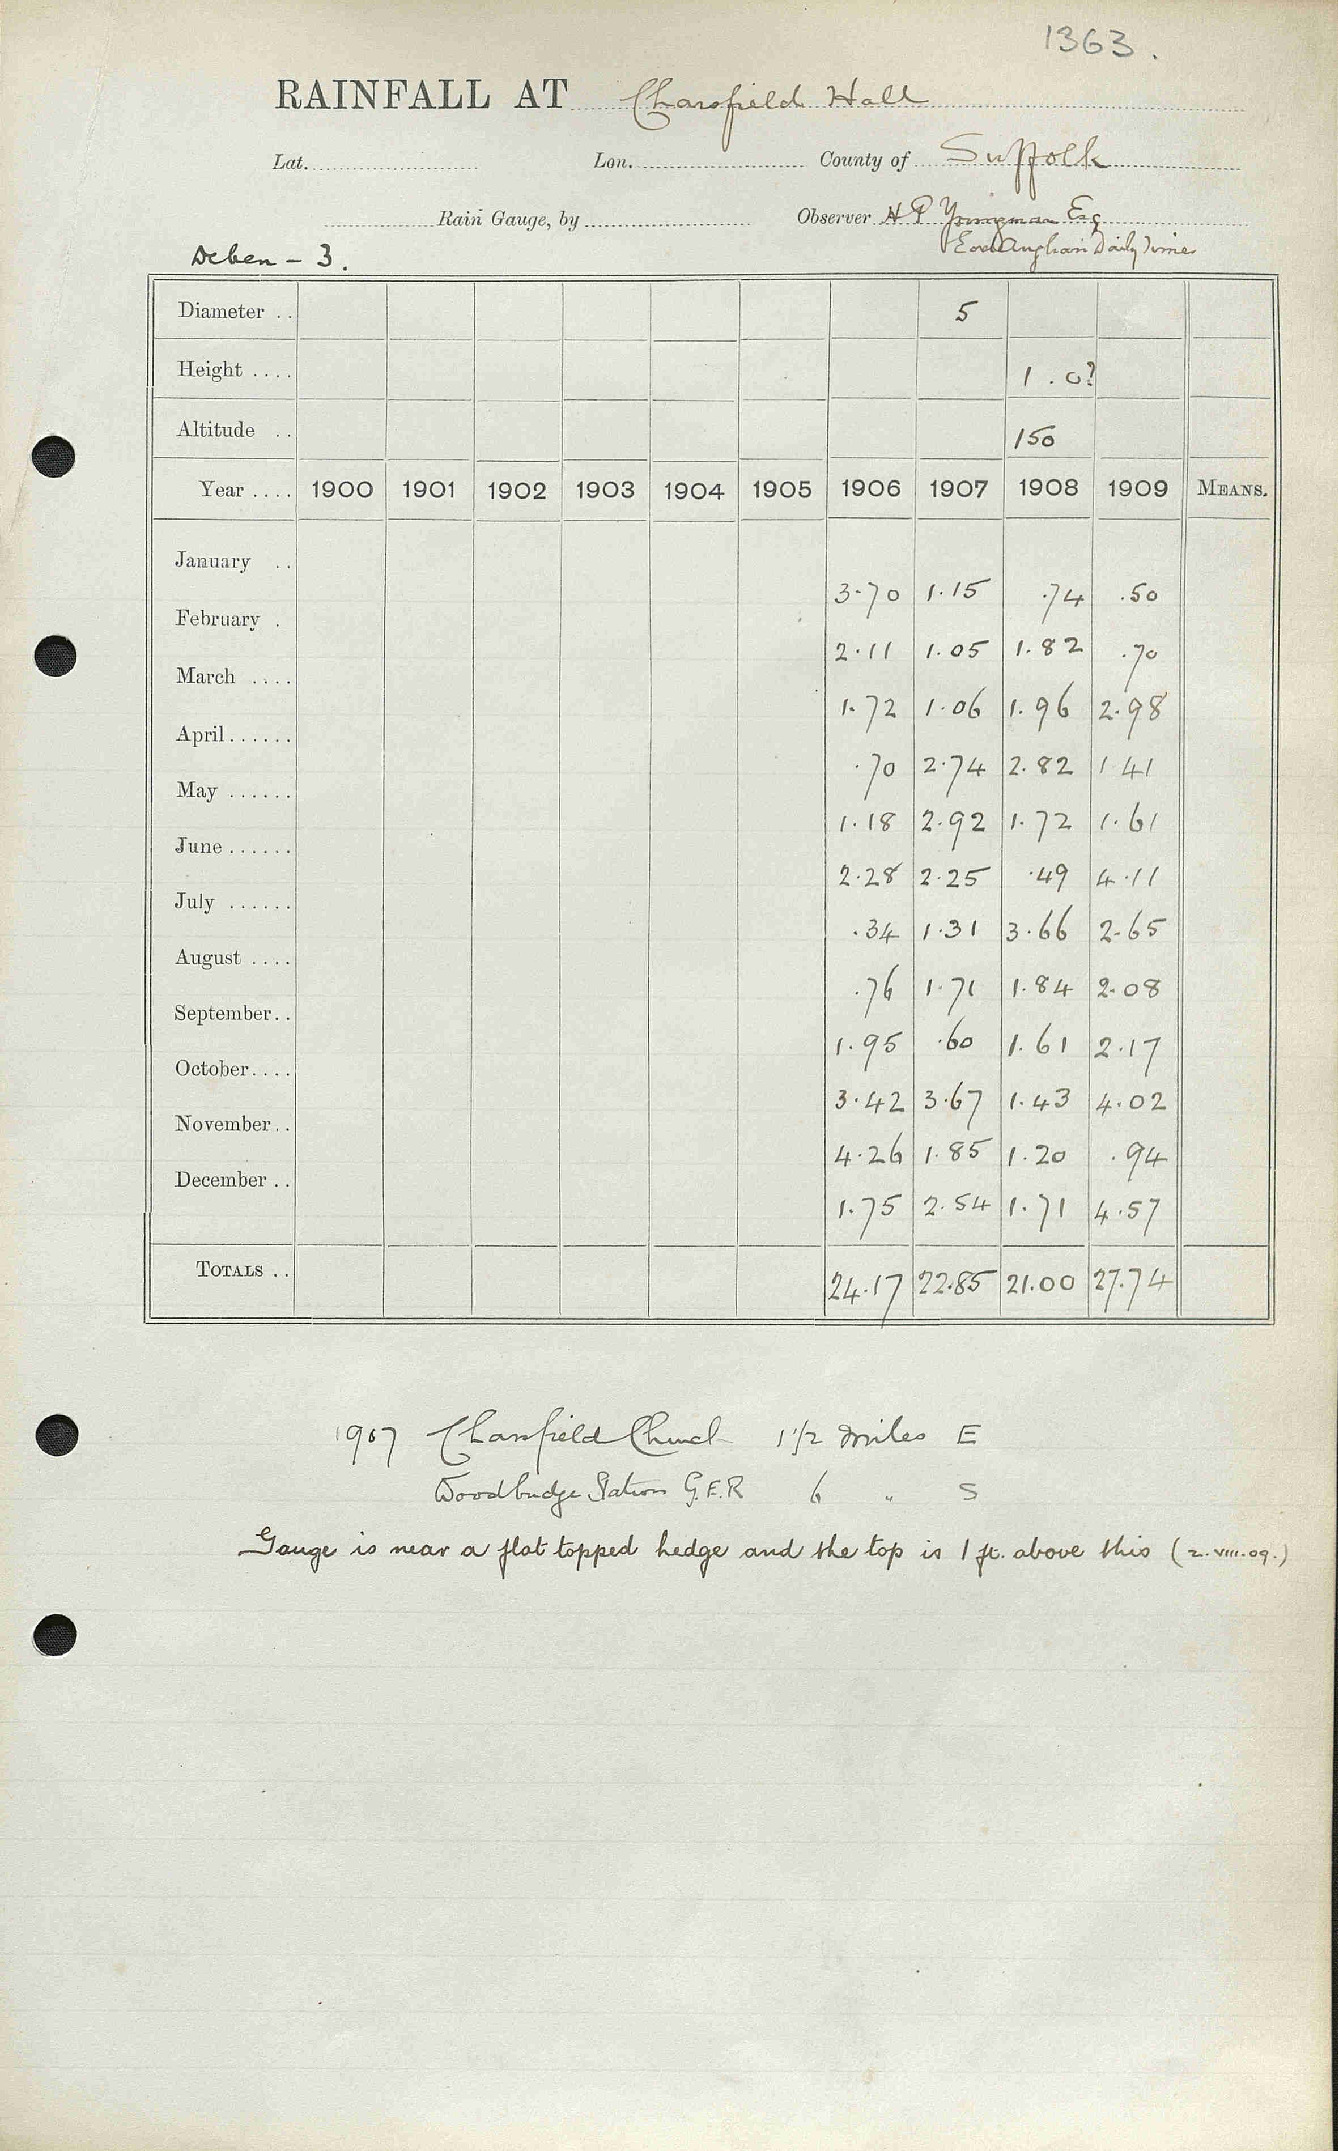 1363.
RAINFALL AT Charsfield Hall
Lat. Lon. County of Suffolk
Rain Gauge, by Observer H P Youngman Esq
East Anglian Daily Times
Deben - 3.
Diameter .. 5
Height .... 1.0?
Altitude .. 150
Year .... 1900 1901 1902 1903 1904 1905 1906 1907 1908 1909 MEANS.
January .. 3.70 1.15 .74 .50
February . 2.11 1.05 1.82 .70
March .... 1.72 1.06 1.96 2.98
April...... .70 2.74 2.82 1.41
May ...... 1.18 2.92 1.72 1.61
June ...... 2.28 2.25 .49 4.11
July ...... .34 1.31 3.66 2.65
August .... .76 1.71 1.84 2.08
September.. 1.95 .60 1.61 2.17
October.... 3.42 3.67 1.43 4.02
November.. 4.26 1.85 1.20 .94
December .. 1.75 2.54 1.71 4.57
TOTALS .. 24.17 22.85 21.00 27.74
1907 Charsfield Church 1 1/2 miles E
Woodbridge Station G.E.R 6 " S
Gauge is near a flat topped hedge and the top is 1 ft. above this (2.VIII.09.)